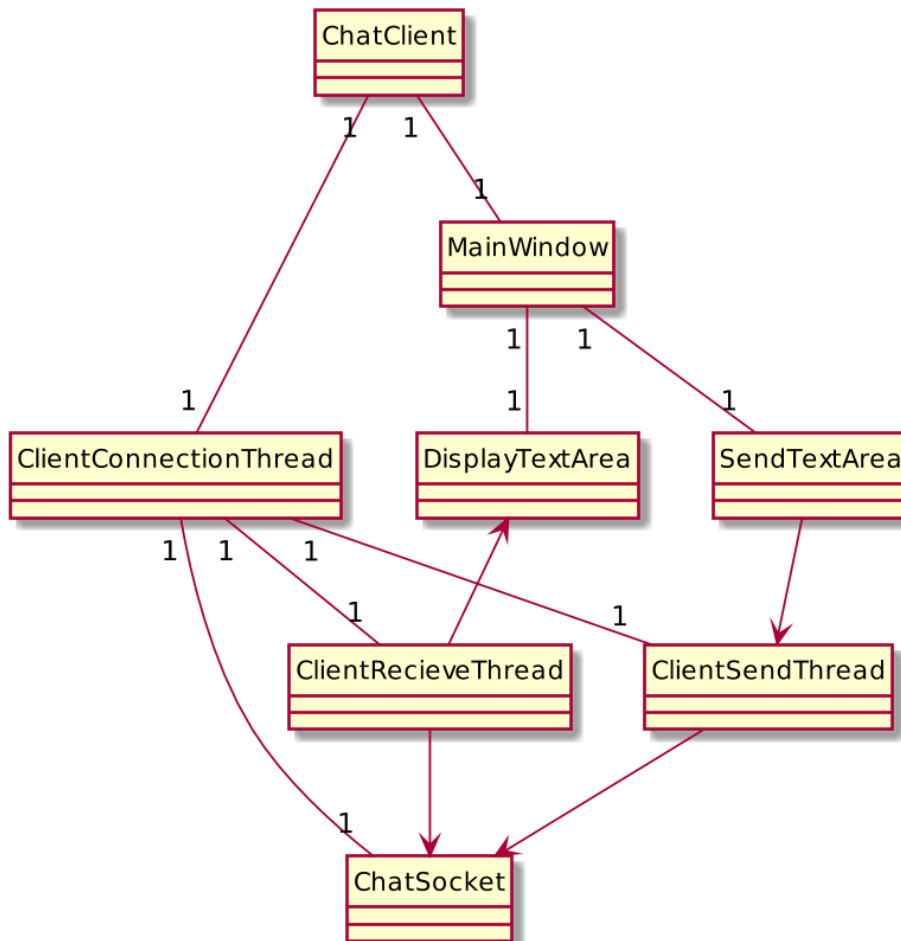 ChatClient
1 1
1
MainWindow
1 1
1 1 1
ClientConnectionThread DisplayTextArea SendTextArea
1 1 1
1 1
ClientRecieveThread ClientSendThread
1
ChatSocket